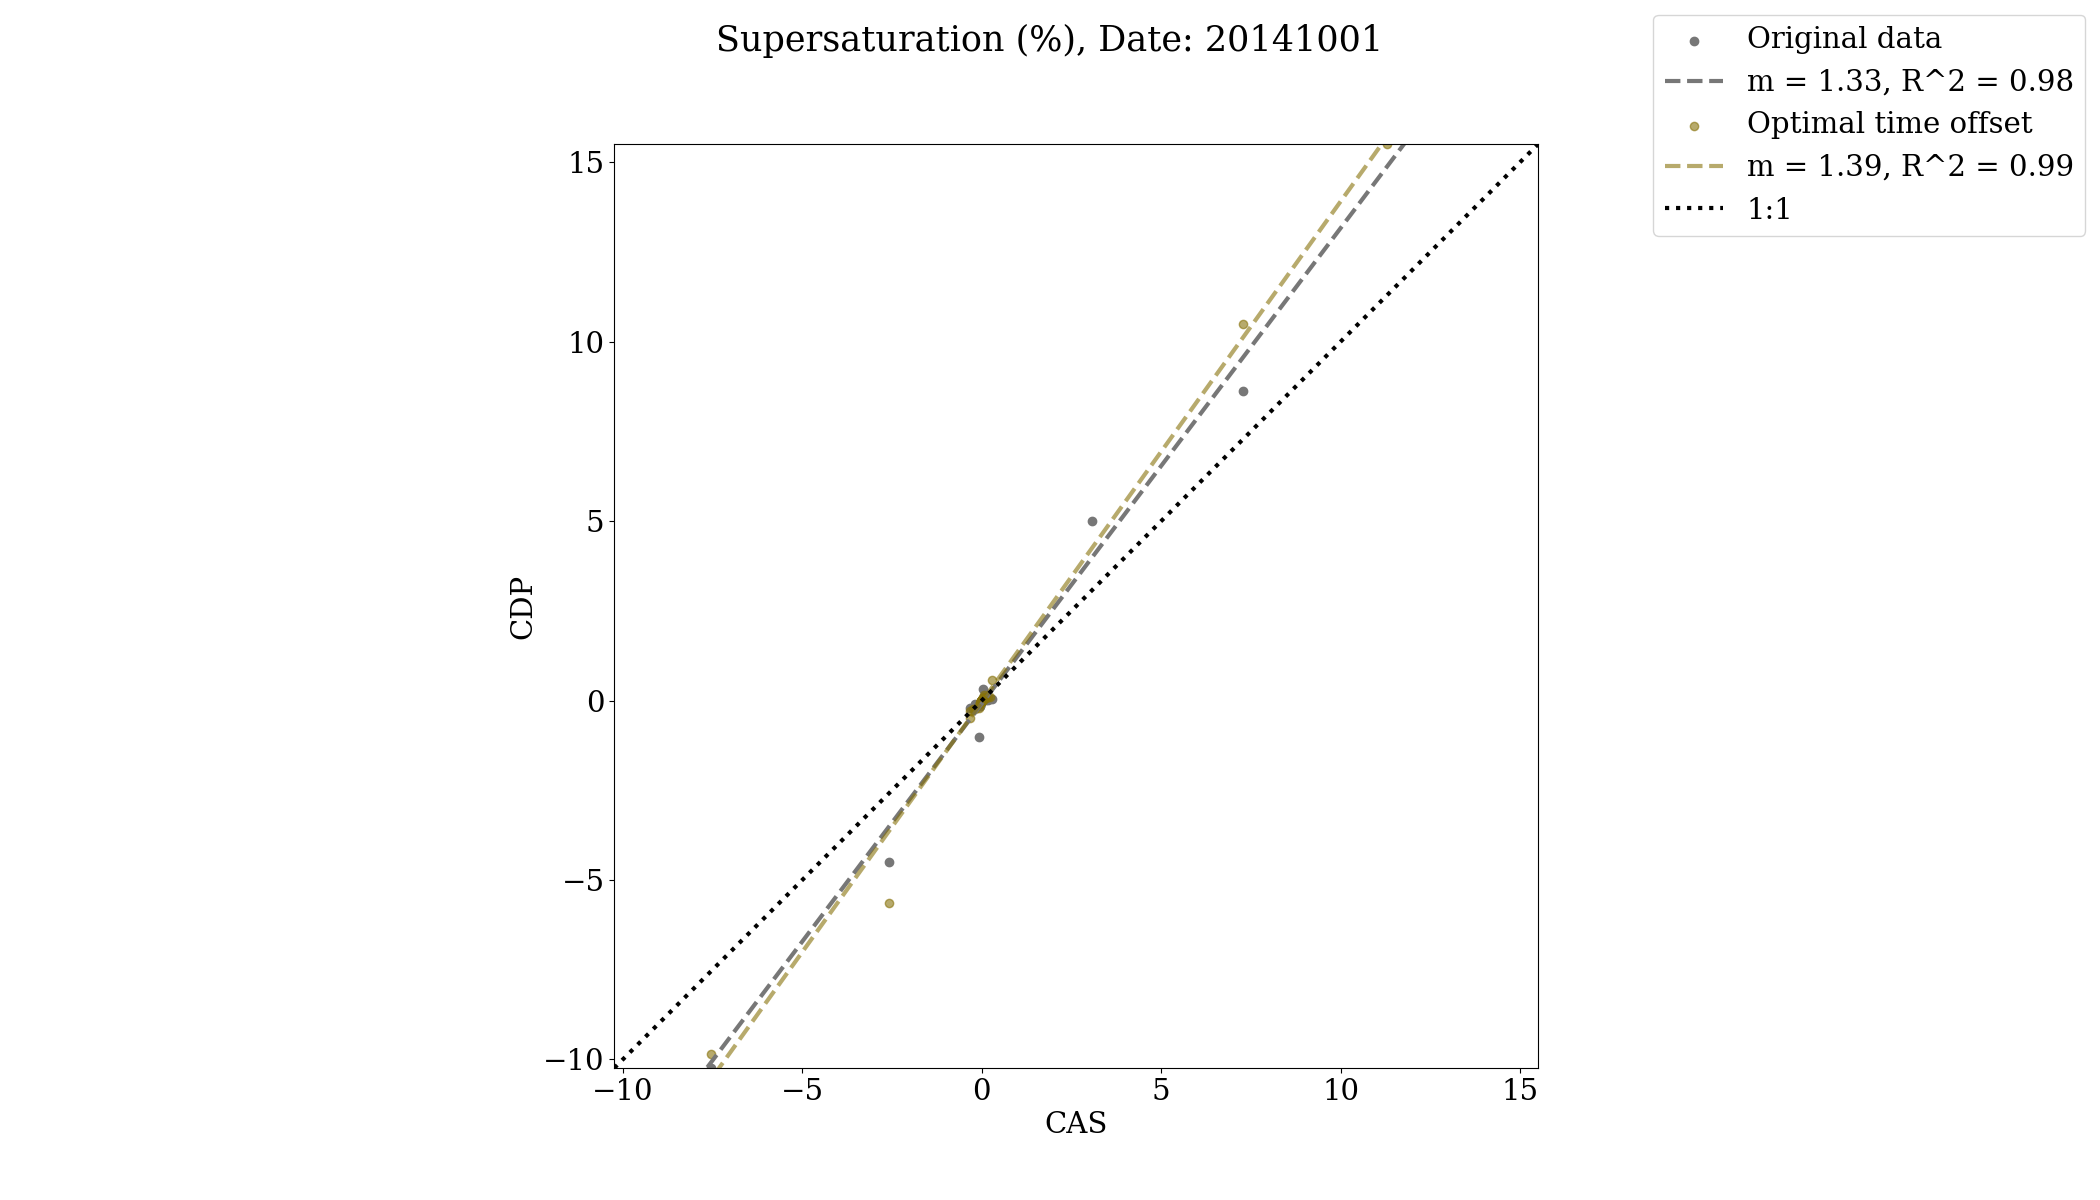 Supersaturation (%), Date: 20141001
Original data
m = 1.33, R^2 = 0.98
Optimal time offset
m = 1.39, R^2 = 0.99
1:1
15
10
5
0
−5
−10
CDP
−10 −5 0 5 10 15
CAS